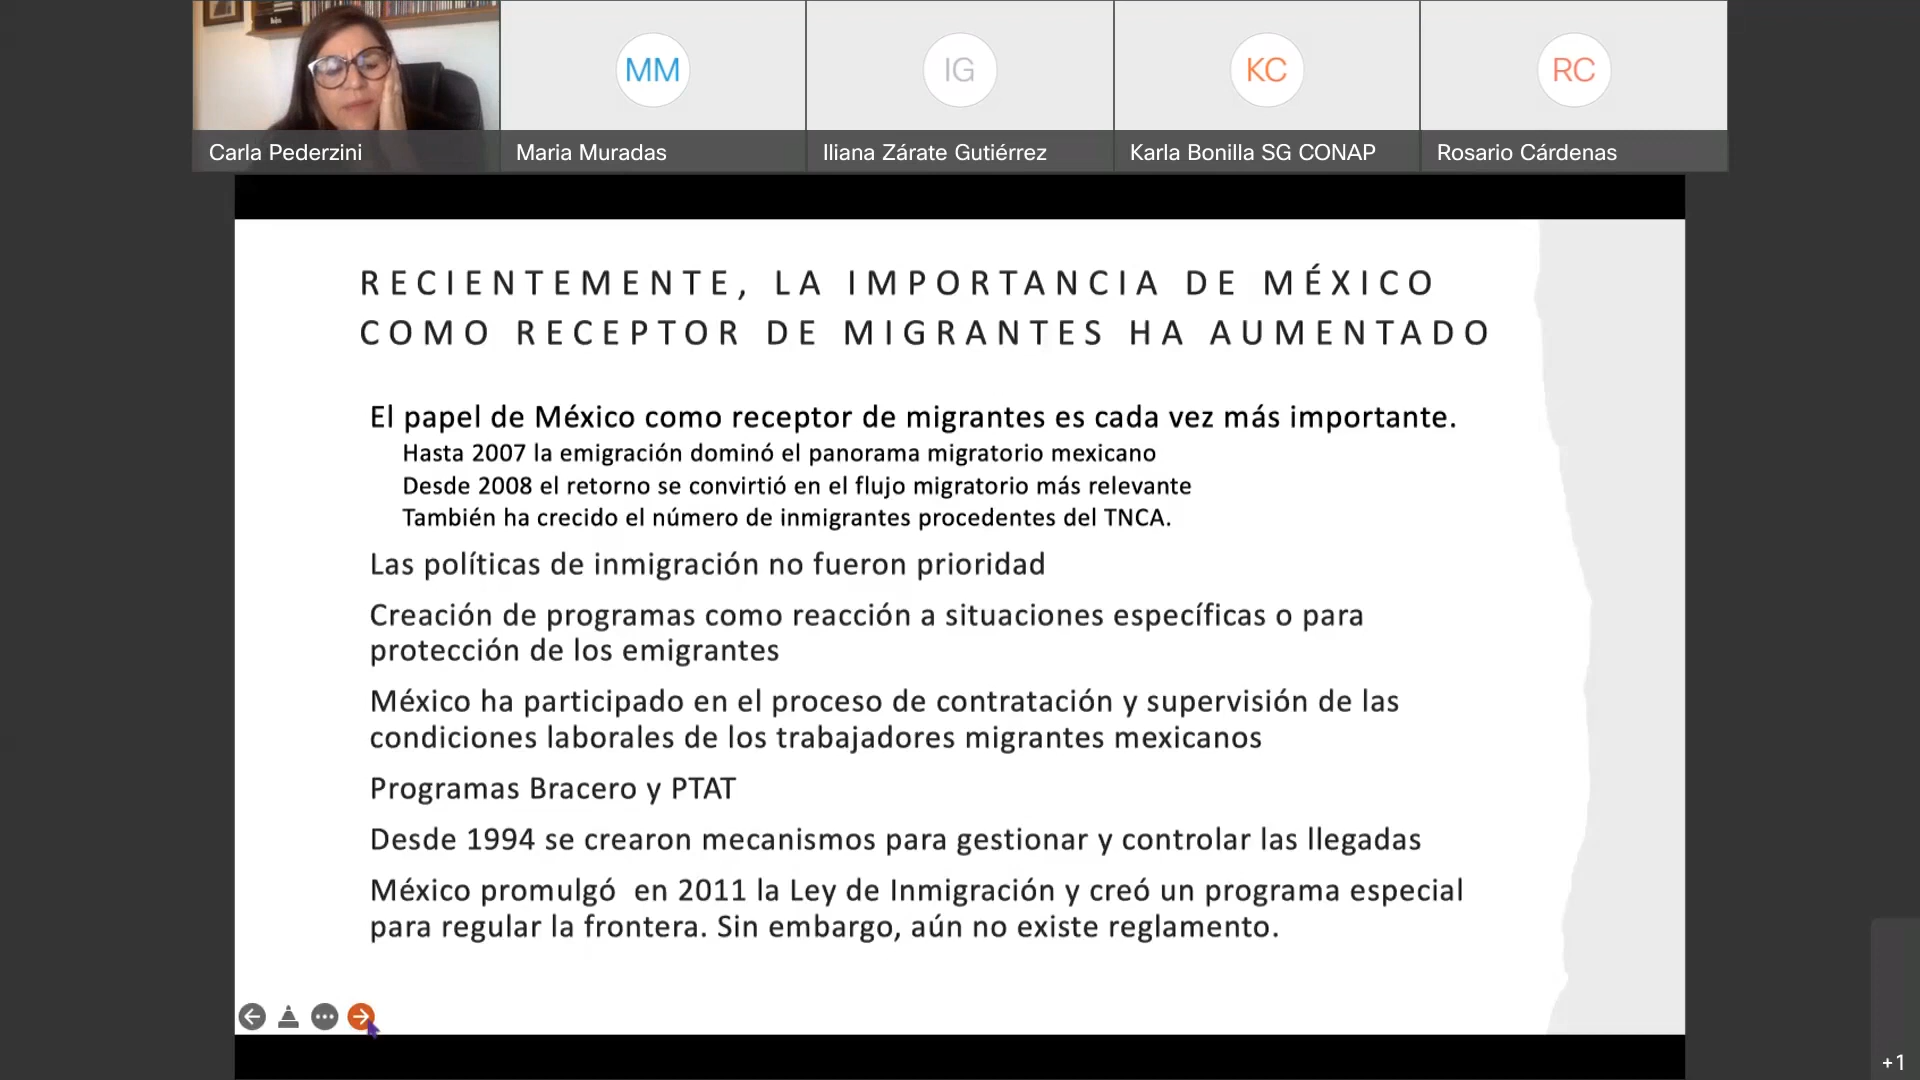 MM
IG
KC
RC
Carla Pederzini
Maria Muradas
Iliana Zárate Gutiérrez
Karla Bonilla SG CONAP
Rosario Cárdenas
RECIENTEMENTE, LA IMPORTANCIA DE MÉXICO
COMO RECEPTOR DE MIGRANTES HA AUMENTADO
El papel de México como receptor de migrantes es cada vez más importante.
Hasta 2007 la emigración dominó el panorama migratorio mexicano
Desde 2008 el retorno se convirtió en el flujo migratorio más relevante
También ha crecido el número de inmigrantes procedentes del TNCA.
Las políticas de inmigración no fueron prioridad
Creación de programas como reacción a situaciones específicas o para
protección de los emigrantes
México ha participado en el proceso de contratación y supervisión de las
condiciones laborales de los trabajadores migrantes mexicanos
Programas Bracero y PTAT
Desde 1994 se crearon mecanismos para gestionar y controlar las llegadas
México promulgó  en 2011 la Ley de Inmigración y creó un programa especial
para regular la frontera. Sin embargo, aún no existe reglamento.
+1